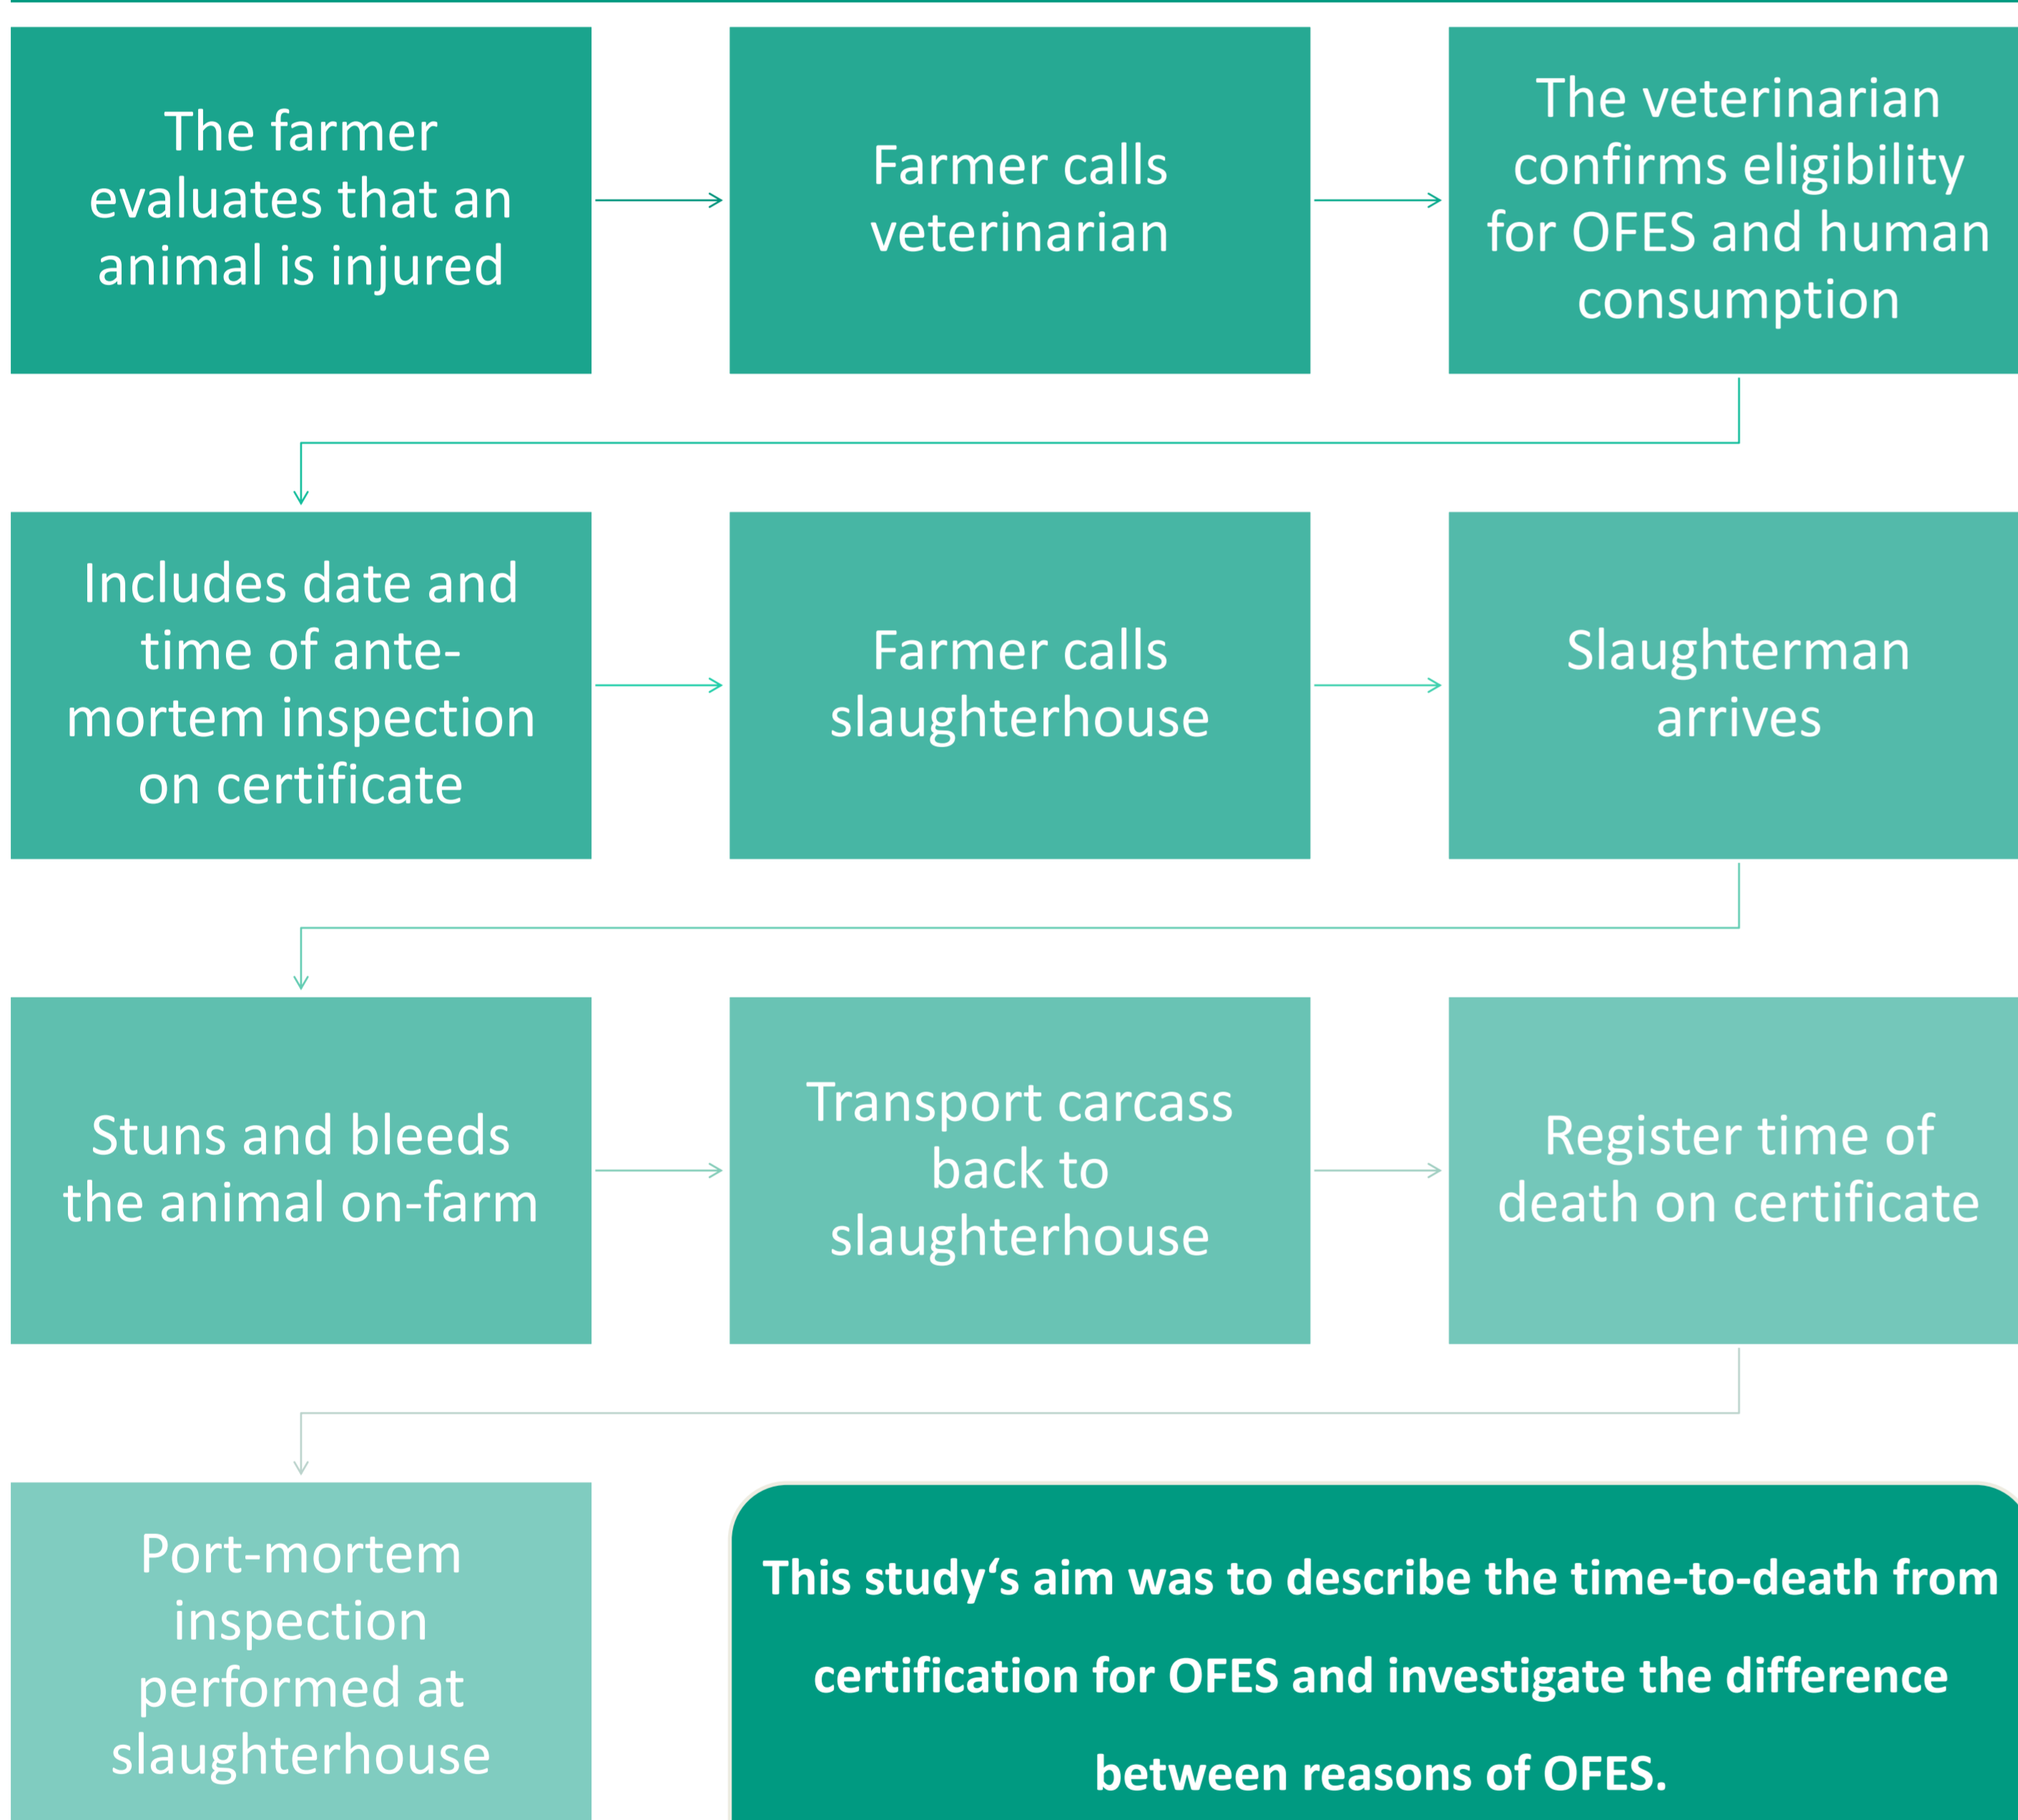 The farmer
evaluates that an
animal is injured
Farmer calls
veterinarian
The veterinarian
confirms eligibility
for OFES and human
consumption
Includes date and
time of ante-
mortem inspection
on certificate
Farmer calls
slaughterhouse
Slaughterman
arrives
Stuns and bleeds
the animal on-farm
Transport carcass
back to
slaughterhouse
Register time of
death on certificate
Port-mortem
inspection
performed at
slaughterhouse
This study‘s aim was to describe the time-to-death from
certification for OFES and investigate the difference
between reasons of OFES.